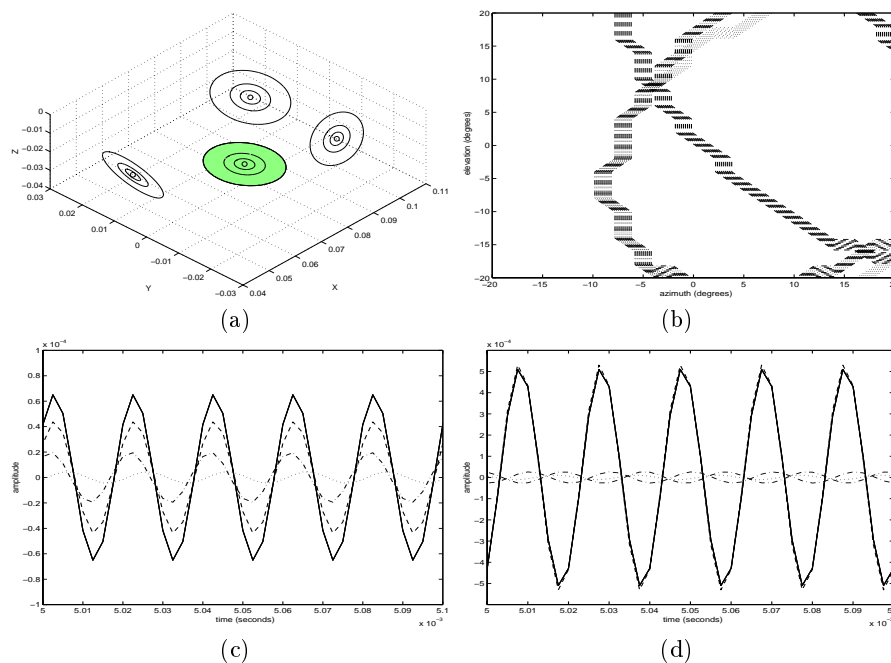 0
−0.01
−0.02
−0.03
−0.04
Z
0.03
0.02
0.01
0
−0.01
−0.02
−0.03
Y
0.04
0.05
0.06
0.07
0.08
0.09
0.1
0.11
X
(a)
20
15
10
5
0
−5
−10
−15
−20
elevation (degrees)
−20 −15 −10 −5 0 5 10 15
azimuth (degrees)
(b)
x 10⁻⁴
1
0.8
0.6
0.4
0.2
0
−0.2
−0.4
−0.6
−0.8
−1
amplitude
5 5.01 5.02 5.03 5.04 5.05 5.06 5.07 5.08 5.09 5.1
time (seconds)
x 10⁻³
(c)
x 10⁻⁴
5
4
3
2
1
0
−1
−2
−3
−4
−5
amplitude
5 5.01 5.02 5.03 5.04 5.05 5.06 5.07 5.08 5.09
time (seconds)
x 10⁻³
(d)